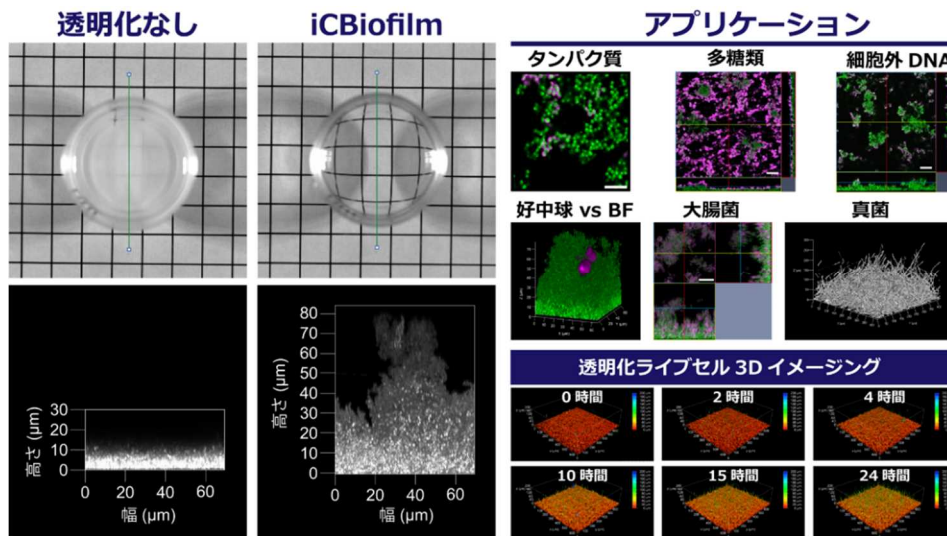 透明化なし
iCBiofilm
高さ (µm)
30
20
10
0
0
20
40
60
幅 (µm)
高さ (µm)
80
70
60
50
40
30
20
10
0
0
20
40
60
幅 (µm)
アプリケーション
タンパク質
多糖類
細胞外 DNA
好中球 vs BF
大腸菌
真菌
透明化ライブセル 3D イメージング
0 時間
2 時間
4 時間
10 時間
15 時間
24 時間